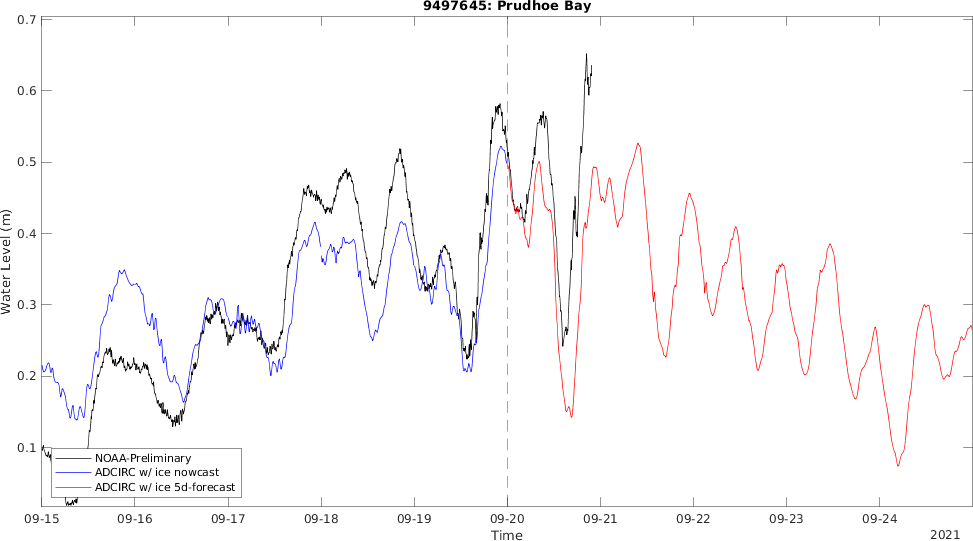 9497645: Prudhoe Bay
0.7
0.6
0.5
0.4
0.3
0.2
0.1
Water Level (m)
NOAA-Preliminary
ADCIRC w/ ice nowcast
ADCIRC w/ ice 5d-forecast
09-15 09-16 09-17 09-18 09-19 09-20 09-21 09-22 09-23 09-24
Time
2021